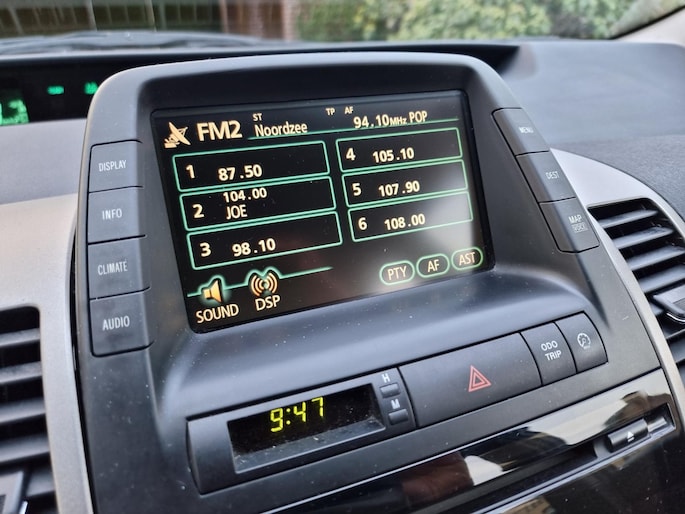 ST
TP AF
FM2 Noordzee 94.10MHz POP
1 87.50
4 105.10
2 104.00
JOE
5 107.90
3 98.10
6 108.00
SOUND
DSP
PTY
AF
AST
DISPLAY
INFO
CLIMATE
AUDIO
MENU
DEST
MAP
VOICE
9:47
H
M
ODO
TRIP